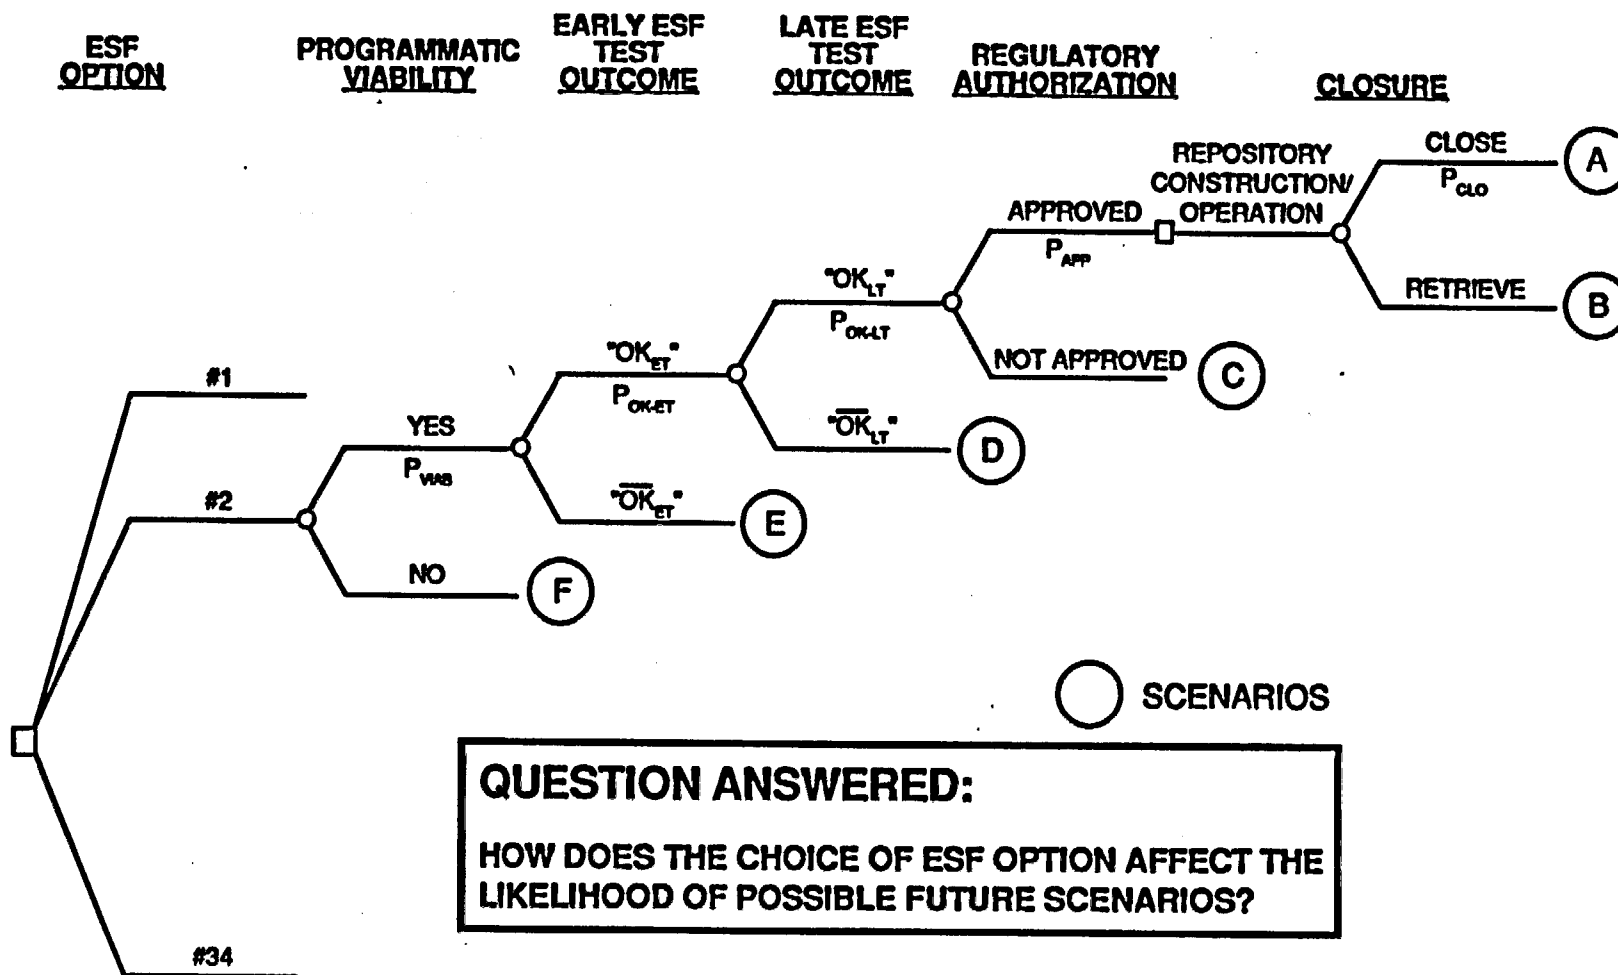 ESF
OPTION
PROGRAMMATIC
VIABILITY
EARLY ESF
TEST
OUTCOME
LATE ESF
TEST
OUTCOME
REGULATORY
AUTHORIZATION
CLOSURE
CLOSE
P_CLO
A
REPOSITORY
CONSTRUCTION/
OPERATION
APPROVED
P_APP
RETRIEVE
B
"OK_LT"
P_OK-LT
NOT APPROVED
C
#1
"OK_ET"
P_OK-ET
YES
P_VIAB
"O̅K̅_LT"
D
#2
"O̅K̅_ET"
E
NO
F
SCENARIOS
QUESTION ANSWERED:
HOW DOES THE CHOICE OF ESF OPTION AFFECT THE
LIKELIHOOD OF POSSIBLE FUTURE SCENARIOS?
#34